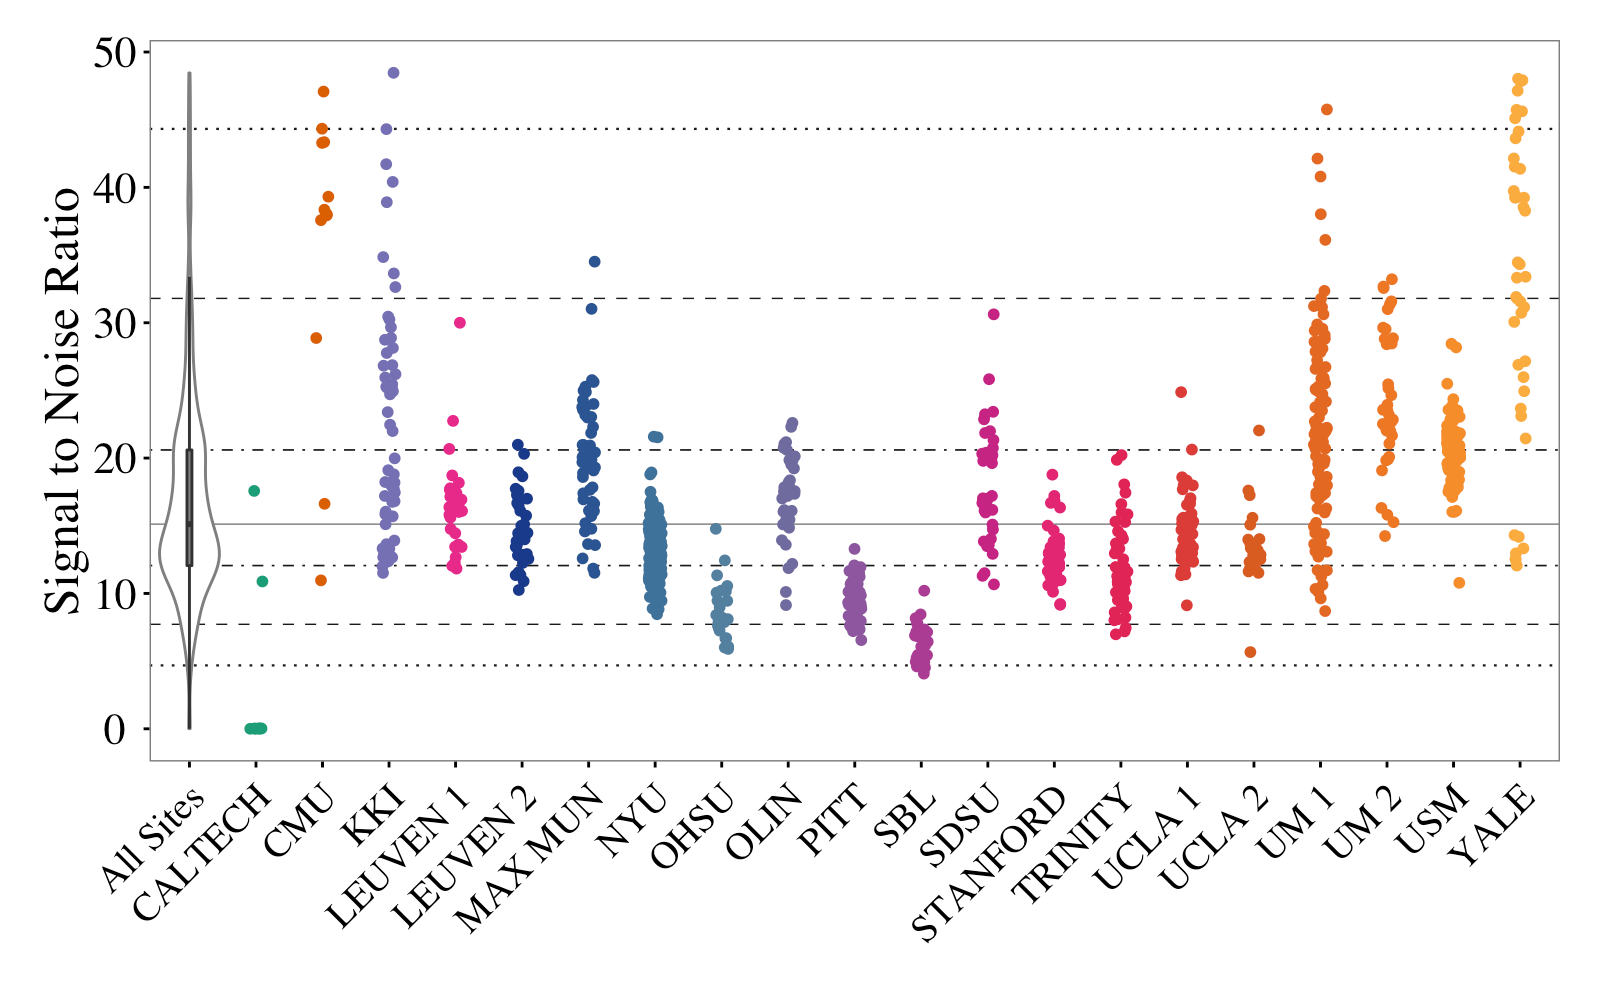 Signal to Noise Ratio
50
40
30
20
10
0
All Sites
CALTECH
CMU
KKI
LEUVEN 1
LEUVEN 2
MAX MUN
NYU
OHSU
OLIN
PITT
SBL
SDSU
STANFORD
TRINITY
UCLA 1
UCLA 2
UM 1
UM 2
USM
YALE